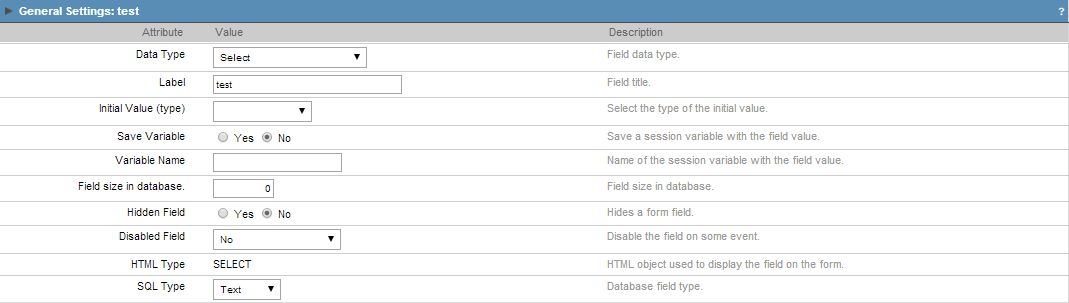 General Settings: test ?
Attribute Value Description
Data Type Select Field data type.
Label test Field title.
Initial Value (type) Select the type of the initial value.
Save Variable Yes No Save a session variable with the field value.
Variable Name Name of the session variable with the field value.
Field size in database. 0 Field size in database.
Hidden Field Yes No Hides a form field.
Disabled Field No Disable the field on some event.
HTML Type SELECT HTML object used to display the field on the form.
SQL Type Text Database field type.